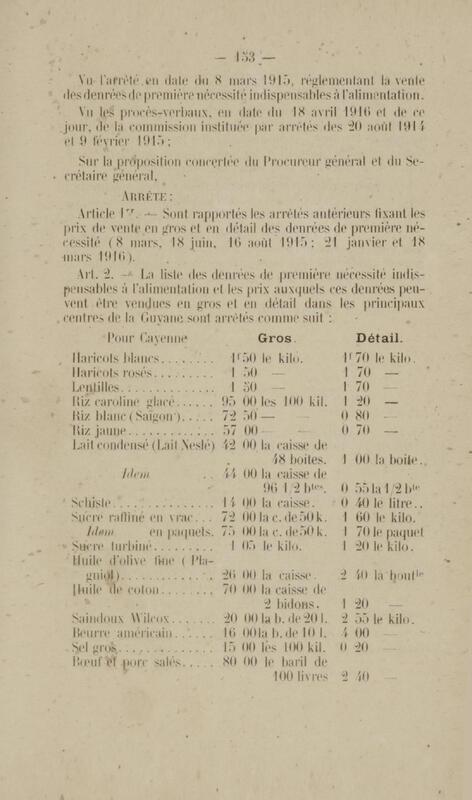 — 153 —
Vu l'arrêté en date du 8 mars 1915, réglementant la vente
des denrées de première nécessité indispensables à l'alimentation.
Vu les procès-verbaux, en date du 18 avril 1916 et de ce
jour, de la commission instituée par arrêtés des 20 août 1914
et 9 février 1915;
Sur la proposition concertée du Procureur général et du Se-
crétaire général,
ARRÊTE:
Article 1er. — Sont rapportés les arrêtés antérieurs fixant les
prix de vente en gros et en détail des denrées de première né-
cessité (8 mars, 18 juin, 16 août 1915; 21 janvier et 18
mars 1916).
Art. 2. — La liste des denrées de première nécessité indis-
pensables à l'alimentation et les prix auxquels ces denrées peu-
vent être vendues en gros et en détail dans les principaux
centres de la Guyane sont arrêtés comme suit :
Pour Cayenne Gros. Détail.
Haricots blancs....... 1f50 le kilo. 1f 70 le kilo.
Haricots rosés........ 1 50 — 1 70 —
Lentilles............. 1 50 — 1 70 —
Riz caroline glacé...... 95 00 les 100 kil. 1 20 —
Riz blanc (Saïgon)..... 72 50 — 0 80 —
Riz jaune............. 57 00 — 0 70 —
Lait condensé (Lait Neslé) 42 00 la caisse de
48 boites. 1 00 la boite.
Idem 44 00 la caisse de
96 1/2 btes. 0 55 la 1/2 bte
Schiste............... 14 00 la caisse. 0 40 le litre..
Sucre raffiné en vrac... 72 00 la c. de 50 k. 1 60 le kilo.
Idem en paquets. 75 00 la c. de 50 k. 1 70 le paquet
Sucre turbiné......... 1 05 le kilo. 1 20 le kilo.
Huile d'olive fine (Pla-
gniol).............. 26 00 la caisse. 2 40 la boutle
Huile de coton........ 70 00 la caisse de
2 bidons. 1 20 —
Saindoux Wilcox...... 20 00 la b. de 20 l. 2 55 le kilo.
Beurre américain...... 16 00 la b. de 10 l. 4 00 —
Sel gros.............. 15 00 lès 100 kil. 0 20 —
Bœuf et porc salés..... 80 00 le baril de
100 livres 2 40 —